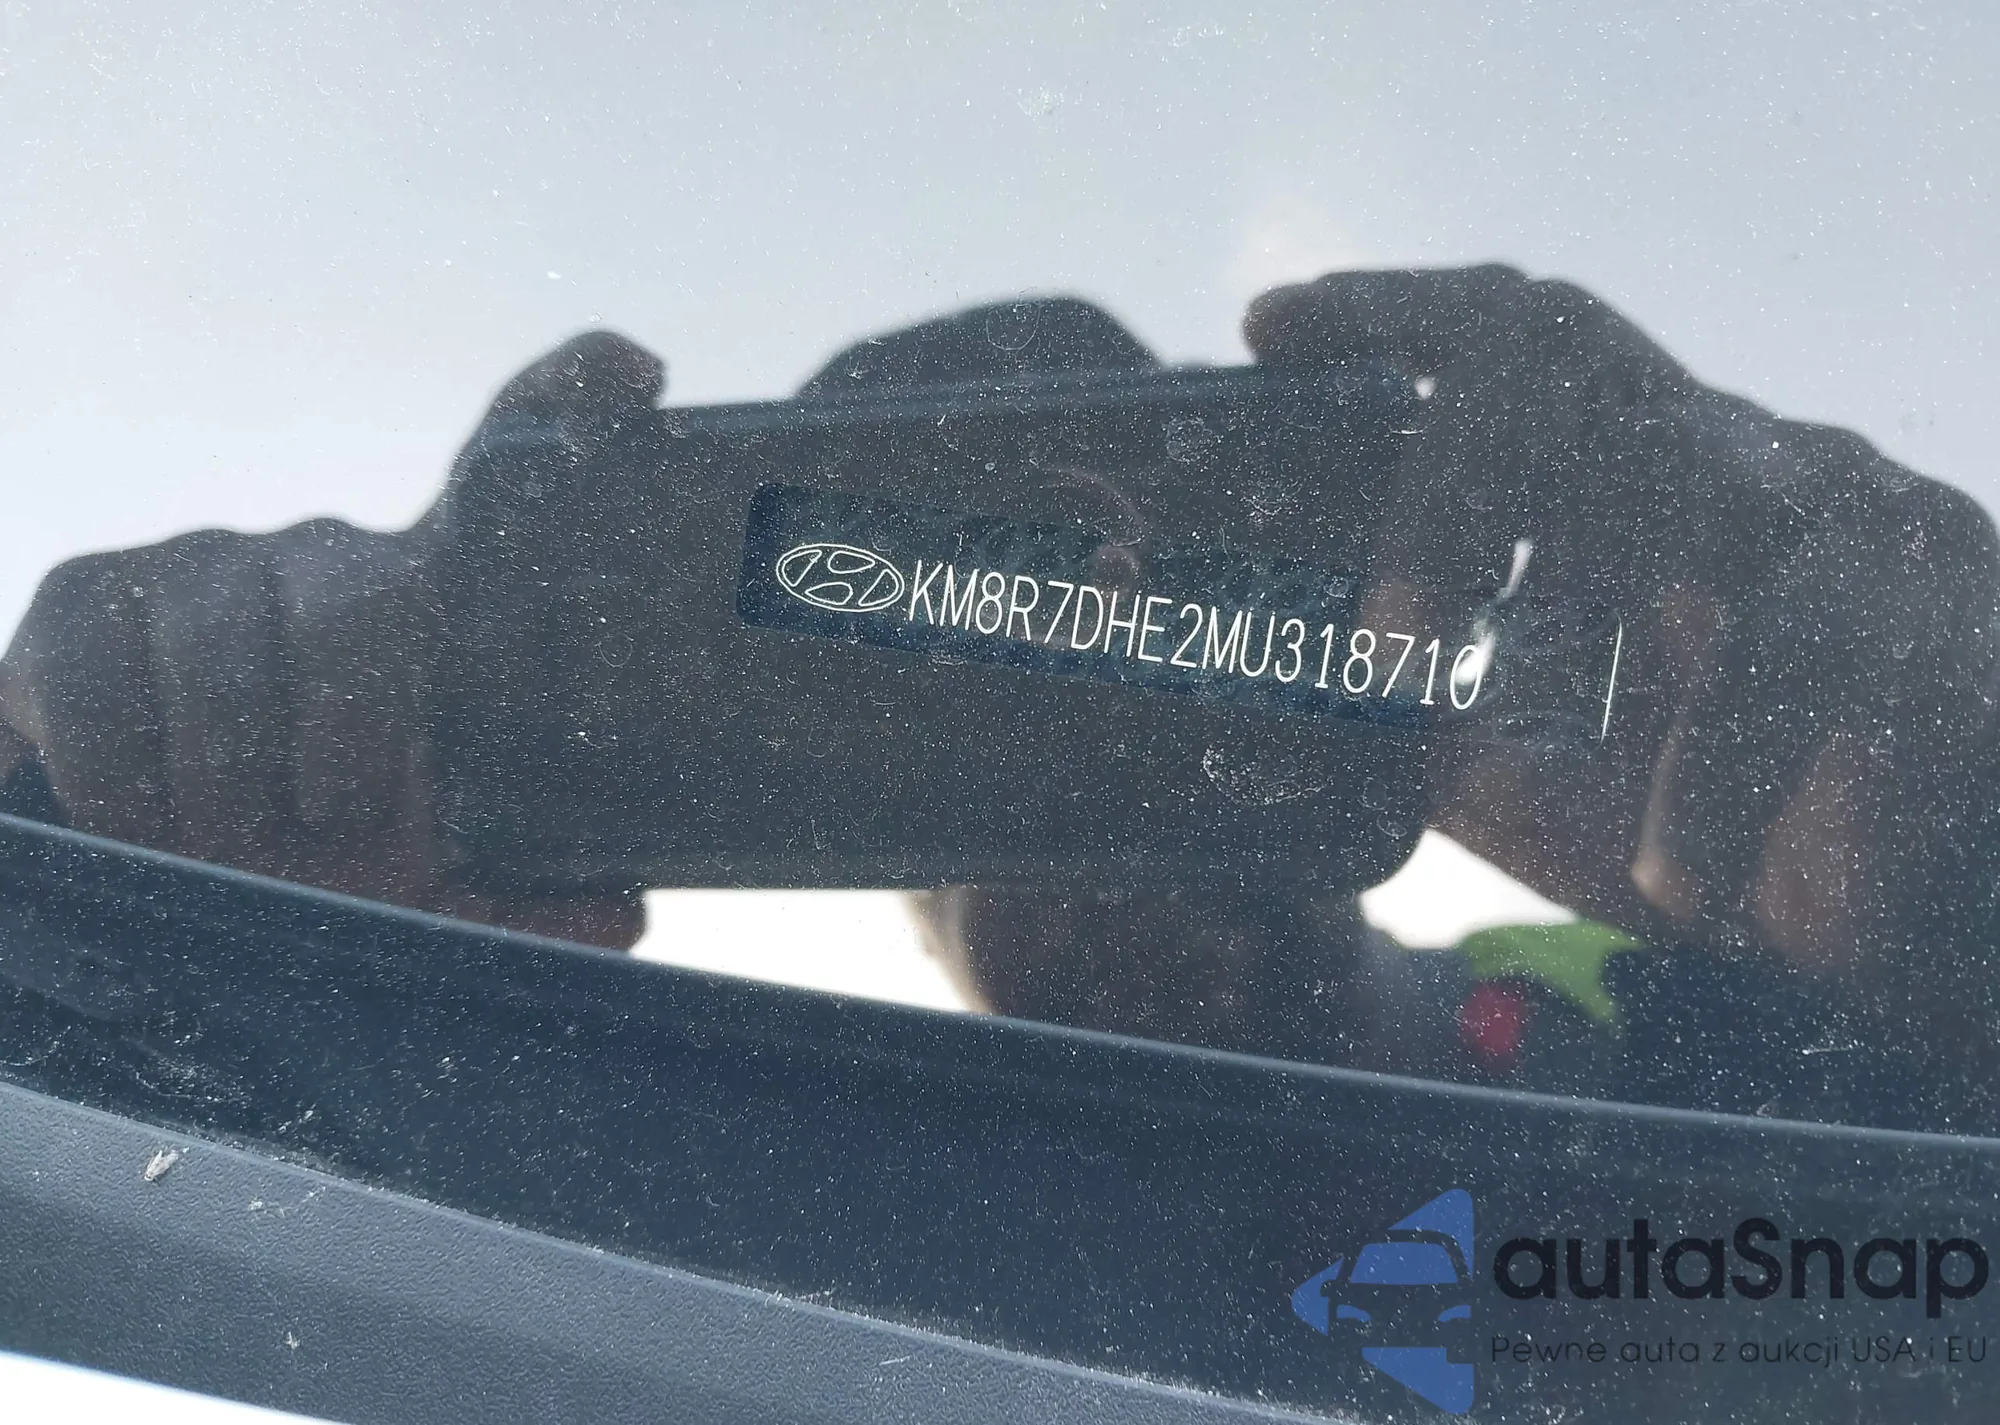 KM8R7DHE2MU318710
autaSnap
Pewne auta z aukcji USA i EU